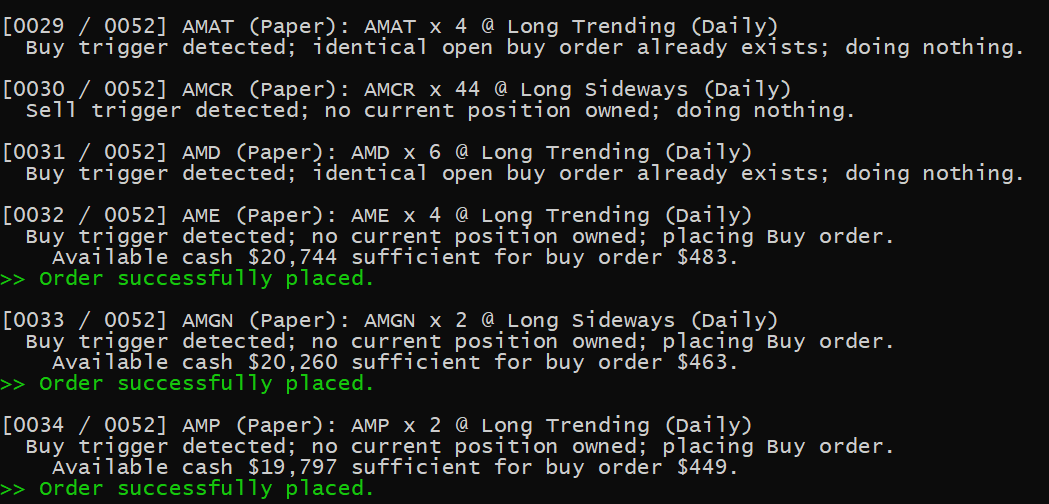 [0029 / 0052] AMAT (Paper): AMAT x 4 @ Long Trending (Daily)
Buy trigger detected; identical open buy order already exists; doing nothing.
[0030 / 0052] AMCR (Paper): AMCR x 44 @ Long Sideways (Daily)
Sell trigger detected; no current position owned; doing nothing.
[0031 / 0052] AMD (Paper): AMD x 6 @ Long Trending (Daily)
Buy trigger detected; identical open buy order already exists; doing nothing.
[0032 / 0052] AME (Paper): AME x 4 @ Long Trending (Daily)
Buy trigger detected; no current position owned; placing Buy order.
Available cash $20,744 sufficient for buy order $483.
>> Order successfully placed.
[0033 / 0052] AMGN (Paper): AMGN x 2 @ Long Sideways (Daily)
Buy trigger detected; no current position owned; placing Buy order.
Available cash $20,260 sufficient for buy order $463.
>> Order successfully placed.
[0034 / 0052] AMP (Paper): AMP x 2 @ Long Trending (Daily)
Buy trigger detected; no current position owned; placing Buy order.
Available cash $19,797 sufficient for buy order $449.
>> Order successfully placed.